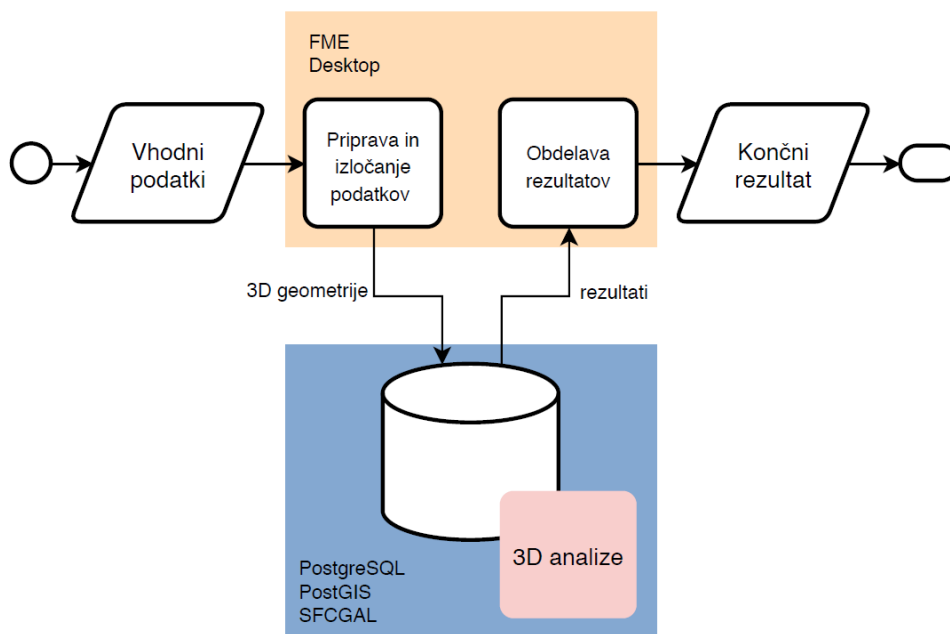 FME
Desktop
Vhodni
podatki
Priprava in
izločanje
podatkov
Obdelava
rezultatov
Končni
rezultat
3D geometrije
rezultati
3D analize
PostgreSQL
PostGIS
SFCGAL